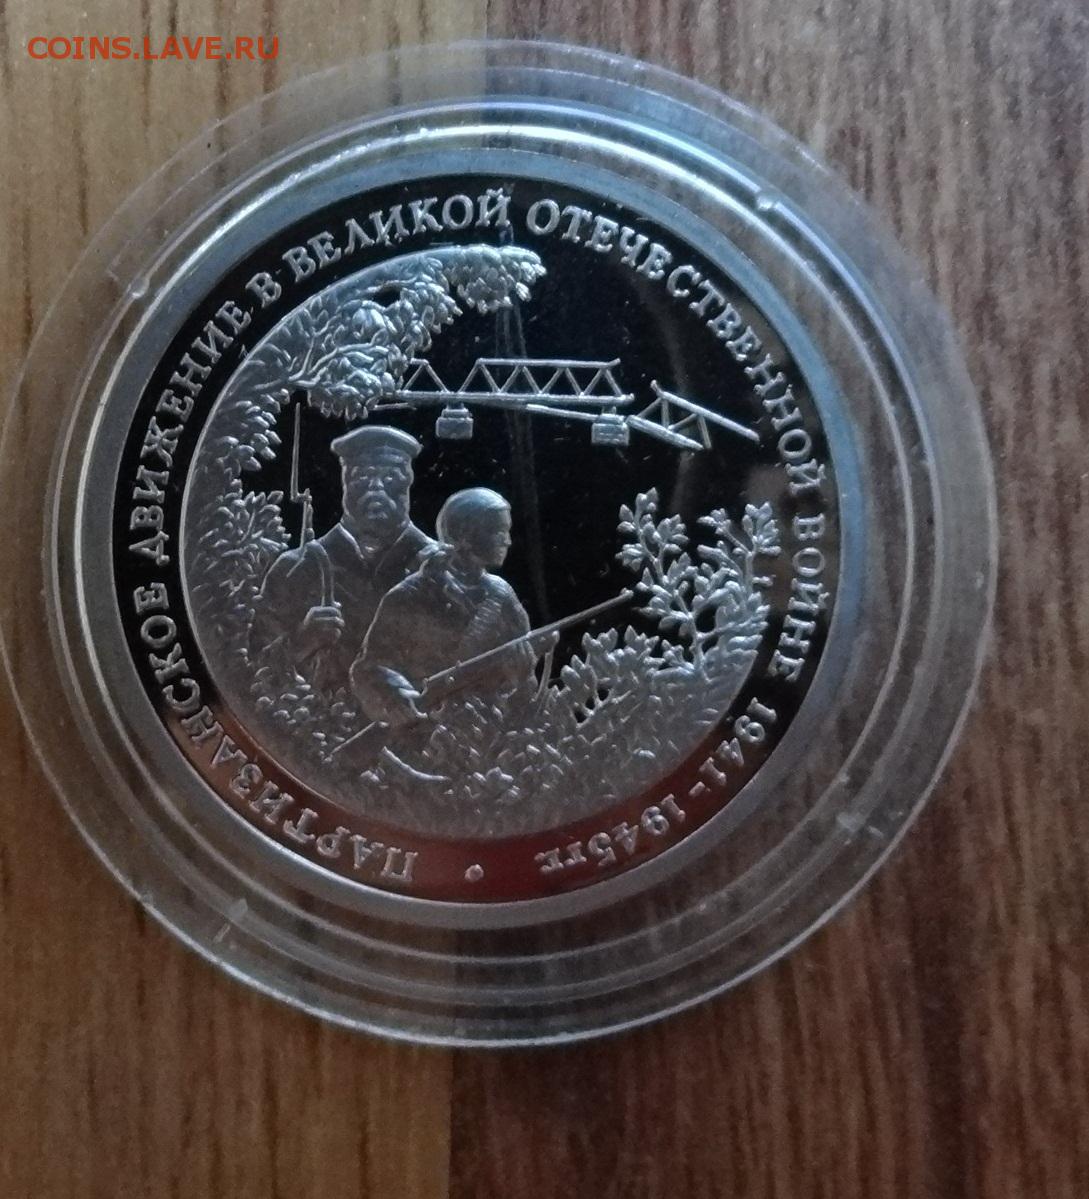 COINS.LAVE.RU
ПАРТИЗАНСКОЕ ДВИЖЕНИЕ В ВЕЛИКОЙ ОТЕЧЕСТВЕННОЙ ВОЙНЕ 1941-1945гг.